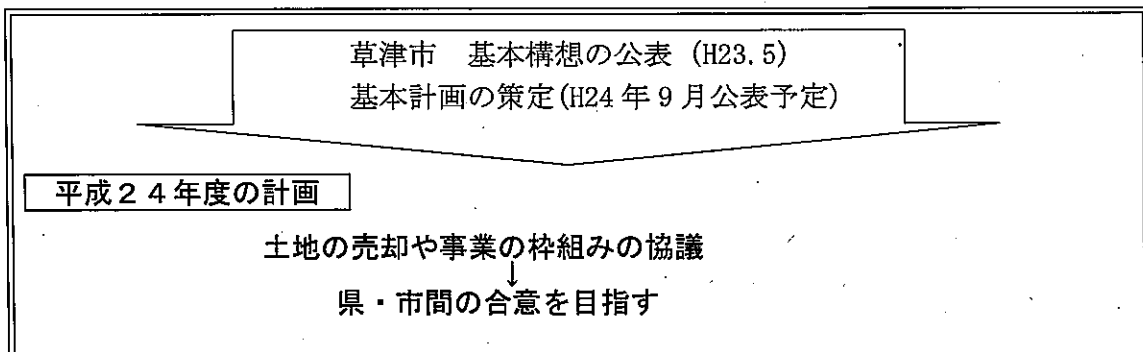 草津市　基本構想の公表（H23.5）
基本計画の策定(H24年9月公表予定)
平成２４年度の計画
土地の売却や事業の枠組みの協議
↓
県・市間の合意を目指す